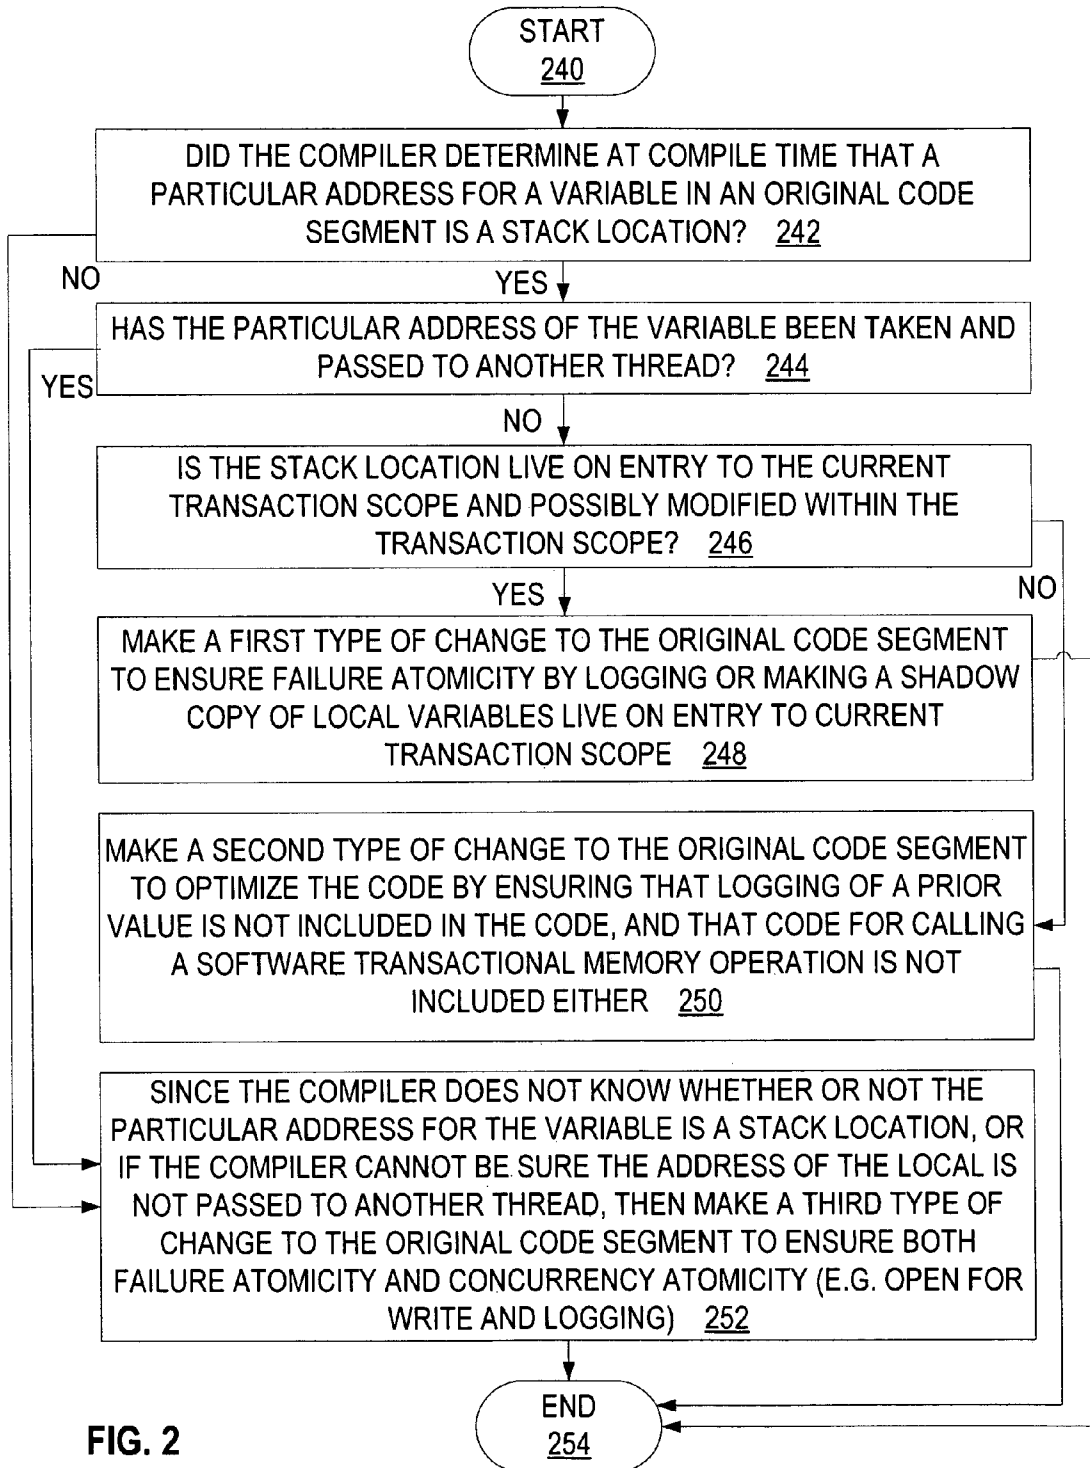 START
240
DID THE COMPILER DETERMINE AT COMPILE TIME THAT A
PARTICULAR ADDRESS FOR A VARIABLE IN AN ORIGINAL CODE
SEGMENT IS A STACK LOCATION? 242
NO
YES
HAS THE PARTICULAR ADDRESS OF THE VARIABLE BEEN TAKEN AND
PASSED TO ANOTHER THREAD? 244
YES
NO
IS THE STACK LOCATION LIVE ON ENTRY TO THE CURRENT
TRANSACTION SCOPE AND POSSIBLY MODIFIED WITHIN THE
TRANSACTION SCOPE? 246
YES
NO
MAKE A FIRST TYPE OF CHANGE TO THE ORIGINAL CODE SEGMENT
TO ENSURE FAILURE ATOMICITY BY LOGGING OR MAKING A SHADOW
COPY OF LOCAL VARIABLES LIVE ON ENTRY TO CURRENT
TRANSACTION SCOPE 248
MAKE A SECOND TYPE OF CHANGE TO THE ORIGINAL CODE SEGMENT
TO OPTIMIZE THE CODE BY ENSURING THAT LOGGING OF A PRIOR
VALUE IS NOT INCLUDED IN THE CODE, AND THAT CODE FOR CALLING
A SOFTWARE TRANSACTIONAL MEMORY OPERATION IS NOT
INCLUDED EITHER 250
SINCE THE COMPILER DOES NOT KNOW WHETHER OR NOT THE
PARTICULAR ADDRESS FOR THE VARIABLE IS A STACK LOCATION, OR
IF THE COMPILER CANNOT BE SURE THE ADDRESS OF THE LOCAL IS
NOT PASSED TO ANOTHER THREAD, THEN MAKE A THIRD TYPE OF
CHANGE TO THE ORIGINAL CODE SEGMENT TO ENSURE BOTH
FAILURE ATOMICITY AND CONCURRENCY ATOMICITY (E.G. OPEN FOR
WRITE AND LOGGING) 252
END
254
FIG. 2